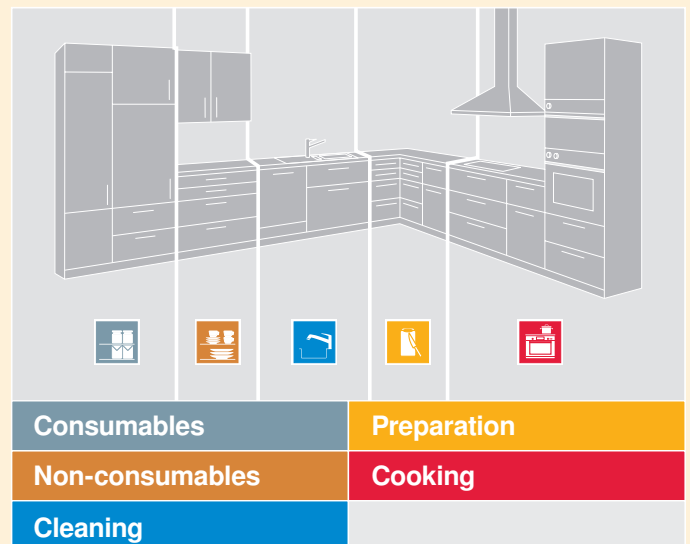 Consumables
Preparation
Non-consumables
Cooking
Cleaning